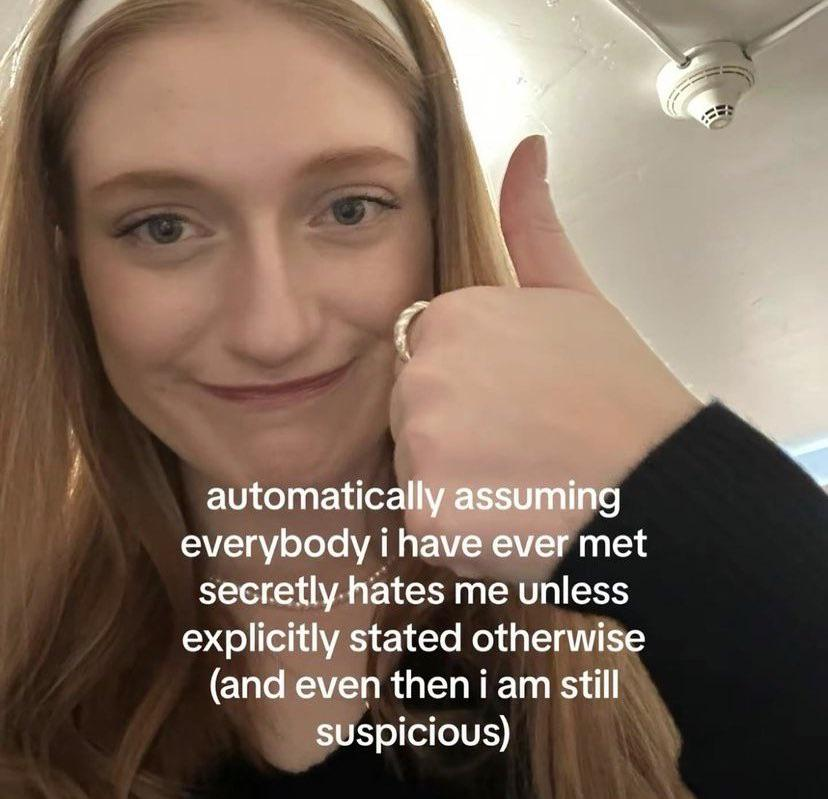 automatically assuming
everybody i have ever met
secretly hates me unless
explicitly stated otherwise
(and even then i am still
suspicious)